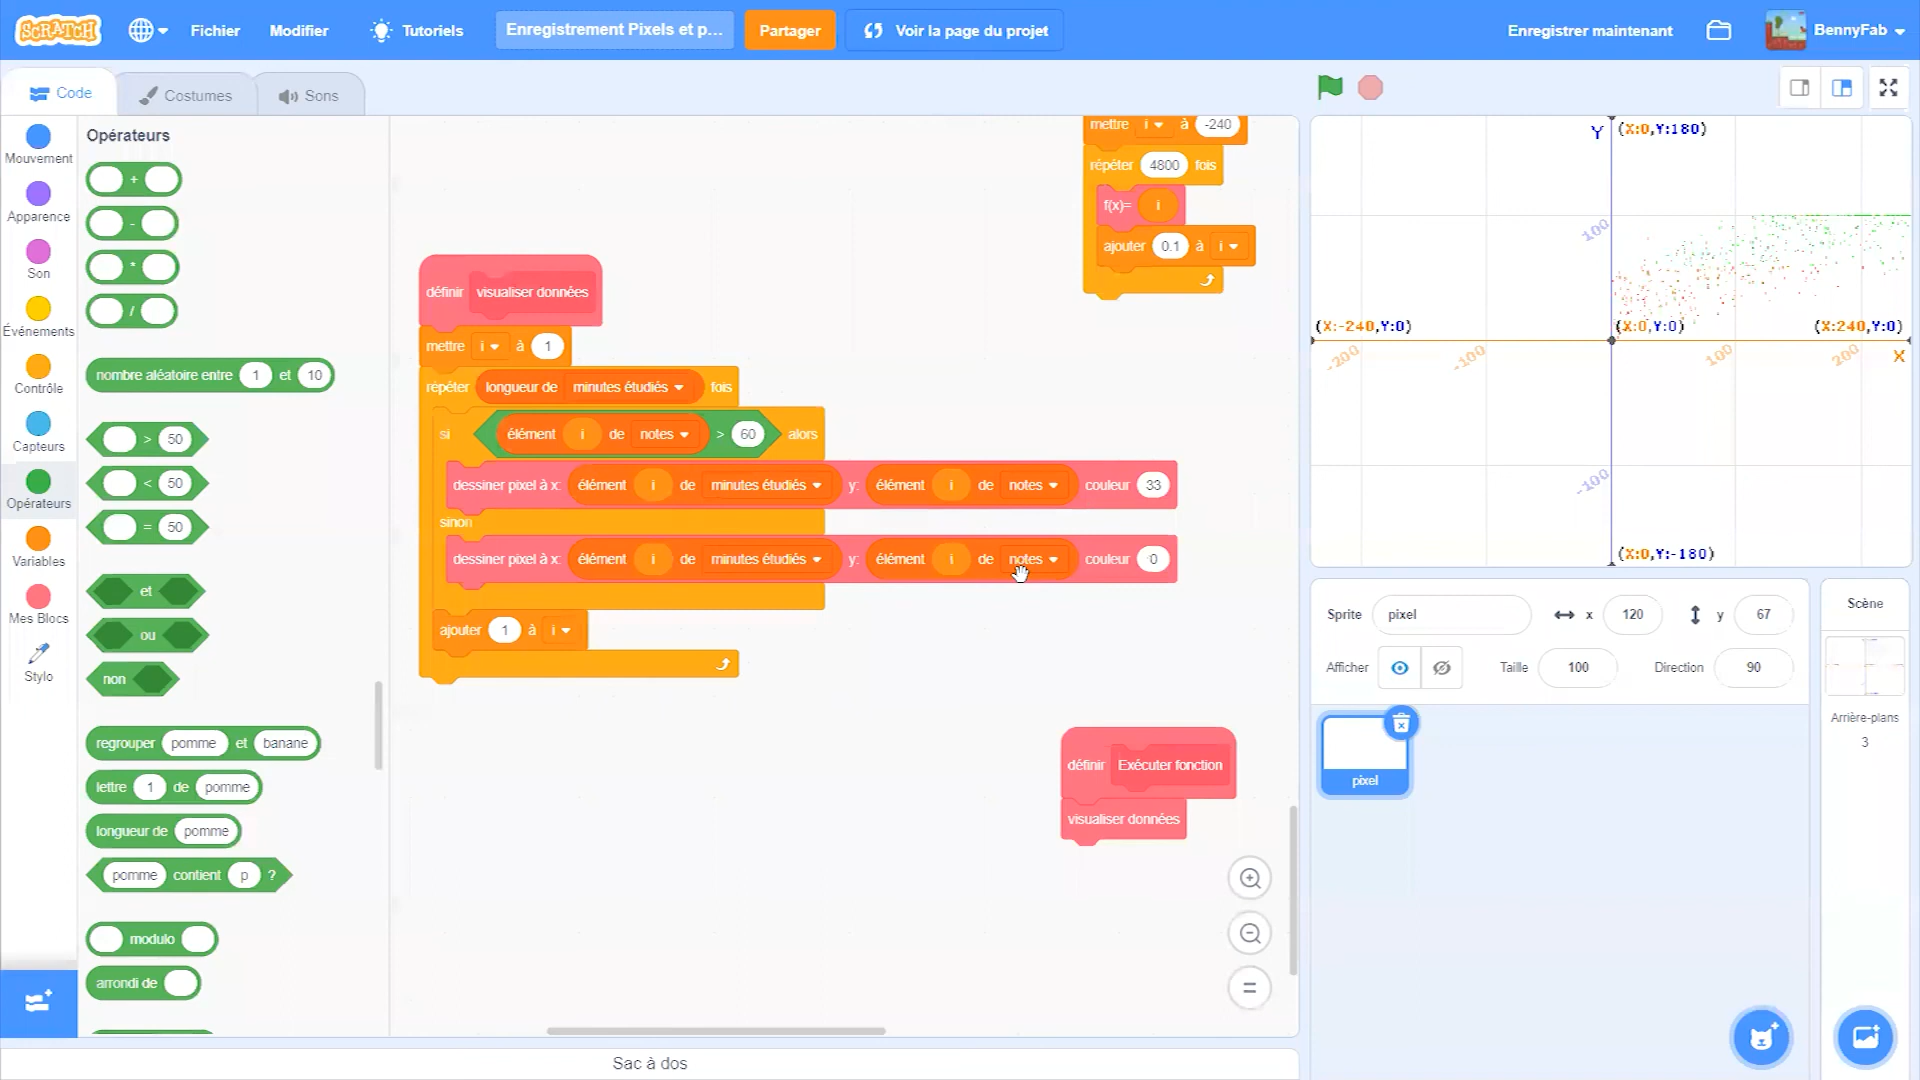 SCRATCH
Fichier
Modifier
Tutoriels
Enregistrement Pixels et p...
Partager
Voir la page du projet
Enregistrer maintenant
BennyFab
Code
Costumes
Sons
Mouvement
Apparence
Son
Événements
Contrôle
Capteurs
Opérateurs
Variables
Mes Blocs
Stylo
Opérateurs
+
-
*
/
nombre aléatoire entre 1 et 10
> 50
< 50
= 50
et
ou
non
regrouper pomme et banane
lettre 1 de pomme
longueur de pomme
pomme contient p ?
modulo
arrondi de
mettre i à -240
répéter 4800 fois
f(x)= i
ajouter 0.1 à i
définir visualiser données
mettre i à 1
répéter longueur de minutes étudiés fois
si élément i de notes > 60 alors
dessiner pixel à x: élément i de minutes étudiés y: élément i de notes couleur 33
sinon
dessiner pixel à x: élément i de minutes étudiés y: élément i de notes couleur 0
ajouter 1 à i
définir Exécuter fonction
visualiser données
Sac à dos
Y (X:0,Y:180)
100
(X:-240,Y:0) (X:0,Y:0) (X:240,Y:0)
-200 -100 100 200 X
-100
(X:0,Y:-180)
Sprite pixel x 120 y 67
Afficher Taille 100 Direction 90
pixel
Scène
Arrière-plans
3